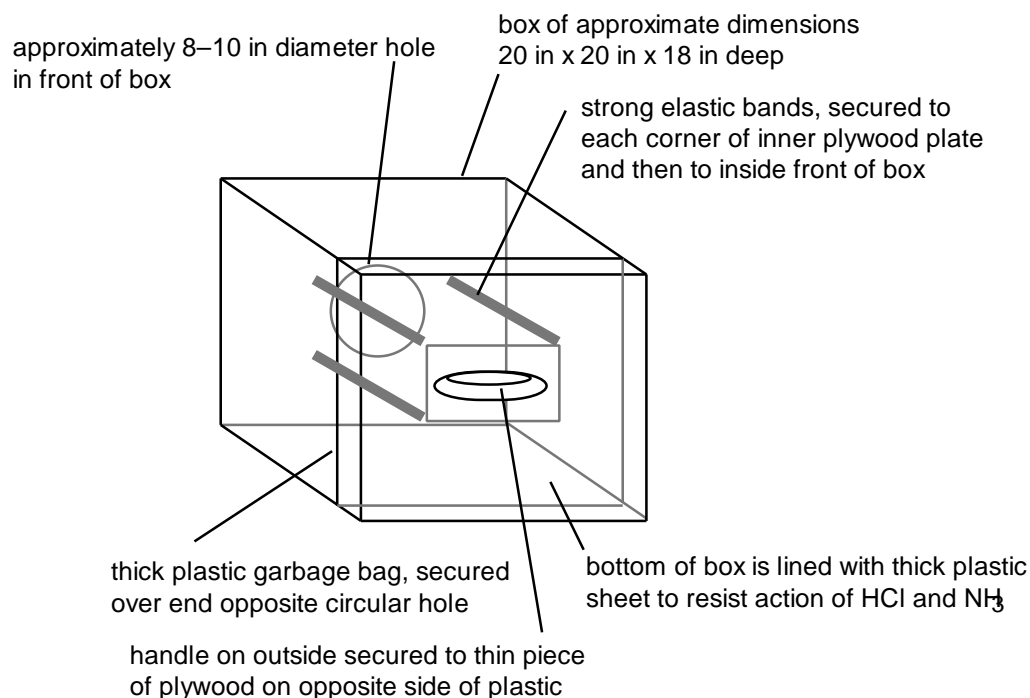 approximately 8–10 in diameter hole
in front of box
box of approximate dimensions
20 in x 20 in x 18 in deep
strong elastic bands, secured to
each corner of inner plywood plate
and then to inside front of box
thick plastic garbage bag, secured
over end opposite circular hole
bottom of box is lined with thick plastic
sheet to resist action of HCl and NH3
handle on outside secured to thin piece
of plywood on opposite side of plastic